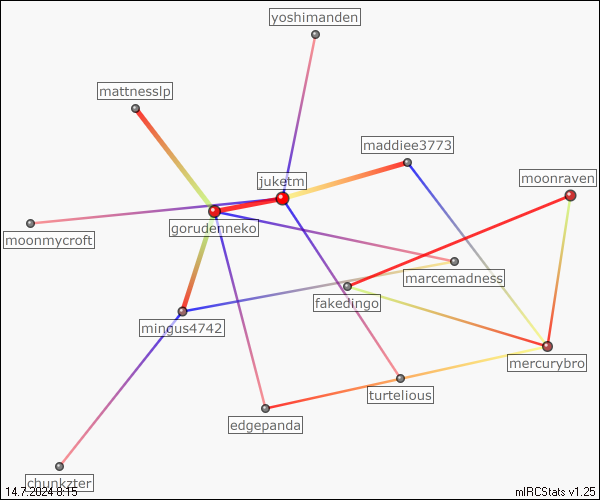 yoshimanden
mattnesslp
maddiee3773
moonraven
juketm
gorudenneko
moonmycroft
marcemadness
fakedingo
mingus4742
mercurybro
turtelious
edgepanda
chunkzter
14.7.2024 8:15
mIRCStats v1.25